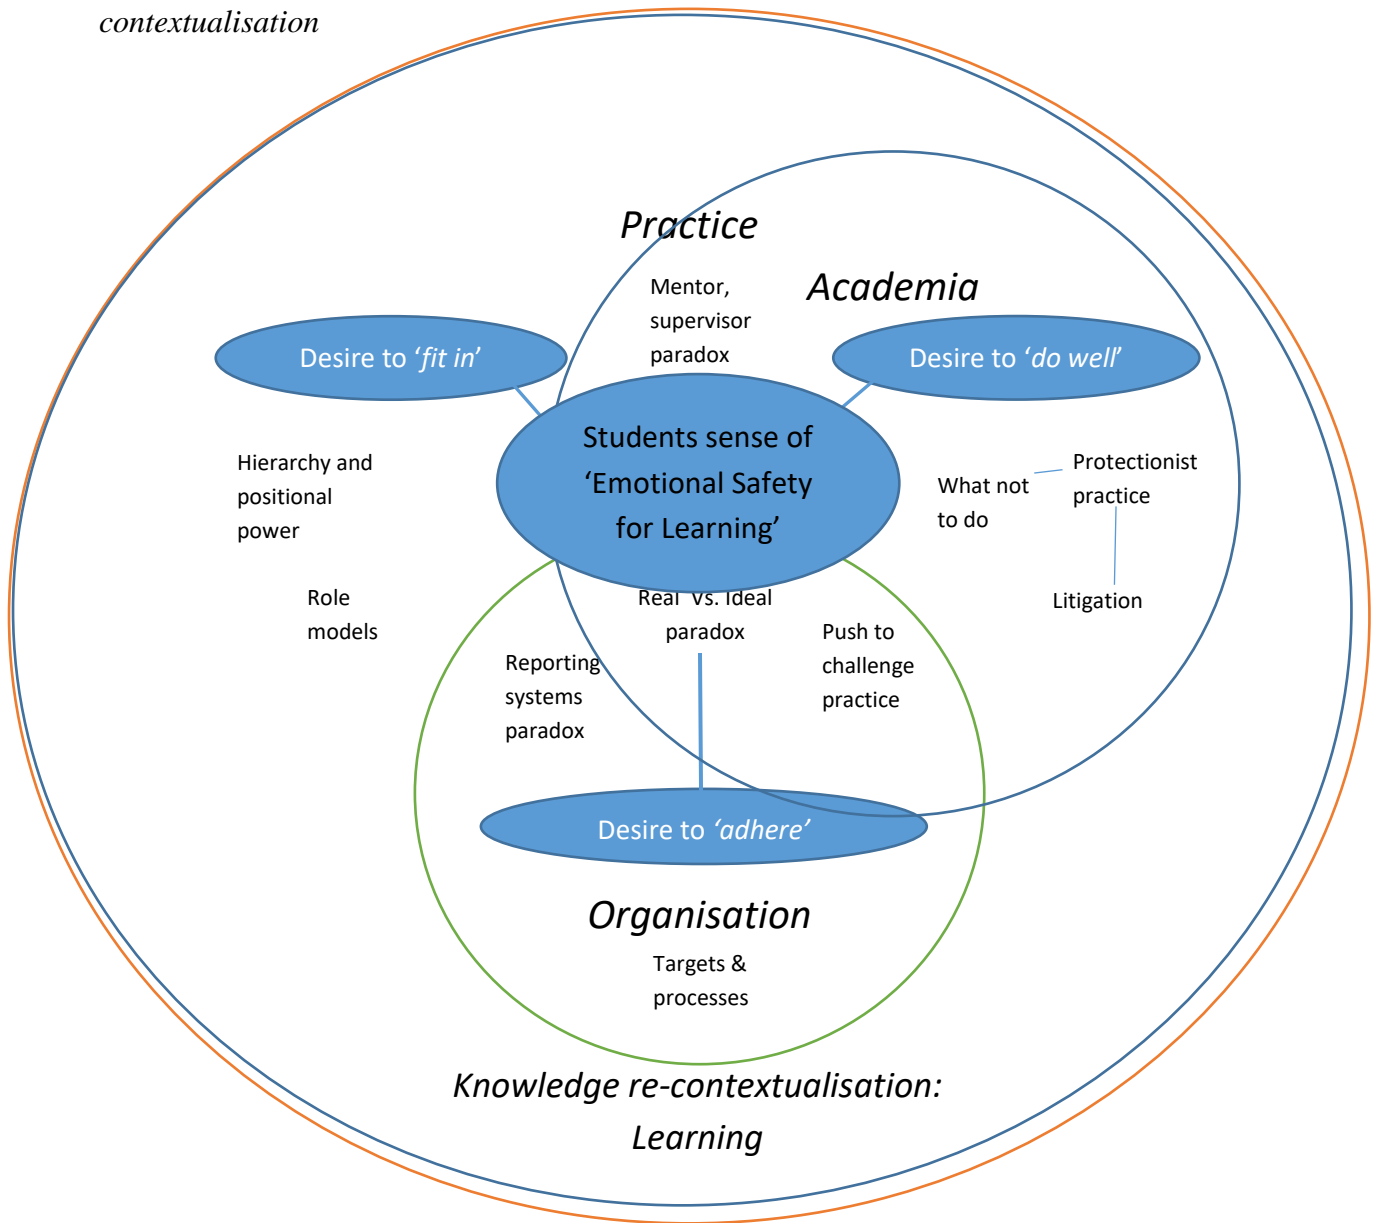 contextualisation
Practice
Academia
Mentor,
supervisor
paradox
Desire to ‘fit in’
Desire to ‘do well’
Students sense of
‘Emotional Safety
for Learning’
Hierarchy and
positional
power
What not
to do
Protectionist
practice
Litigation
Role
models
Real Vs. Ideal
paradox
Push to
challenge
practice
Reporting
systems
paradox
Desire to ‘adhere’
Organisation
Targets &
processes
Knowledge re-contextualisation:
Learning